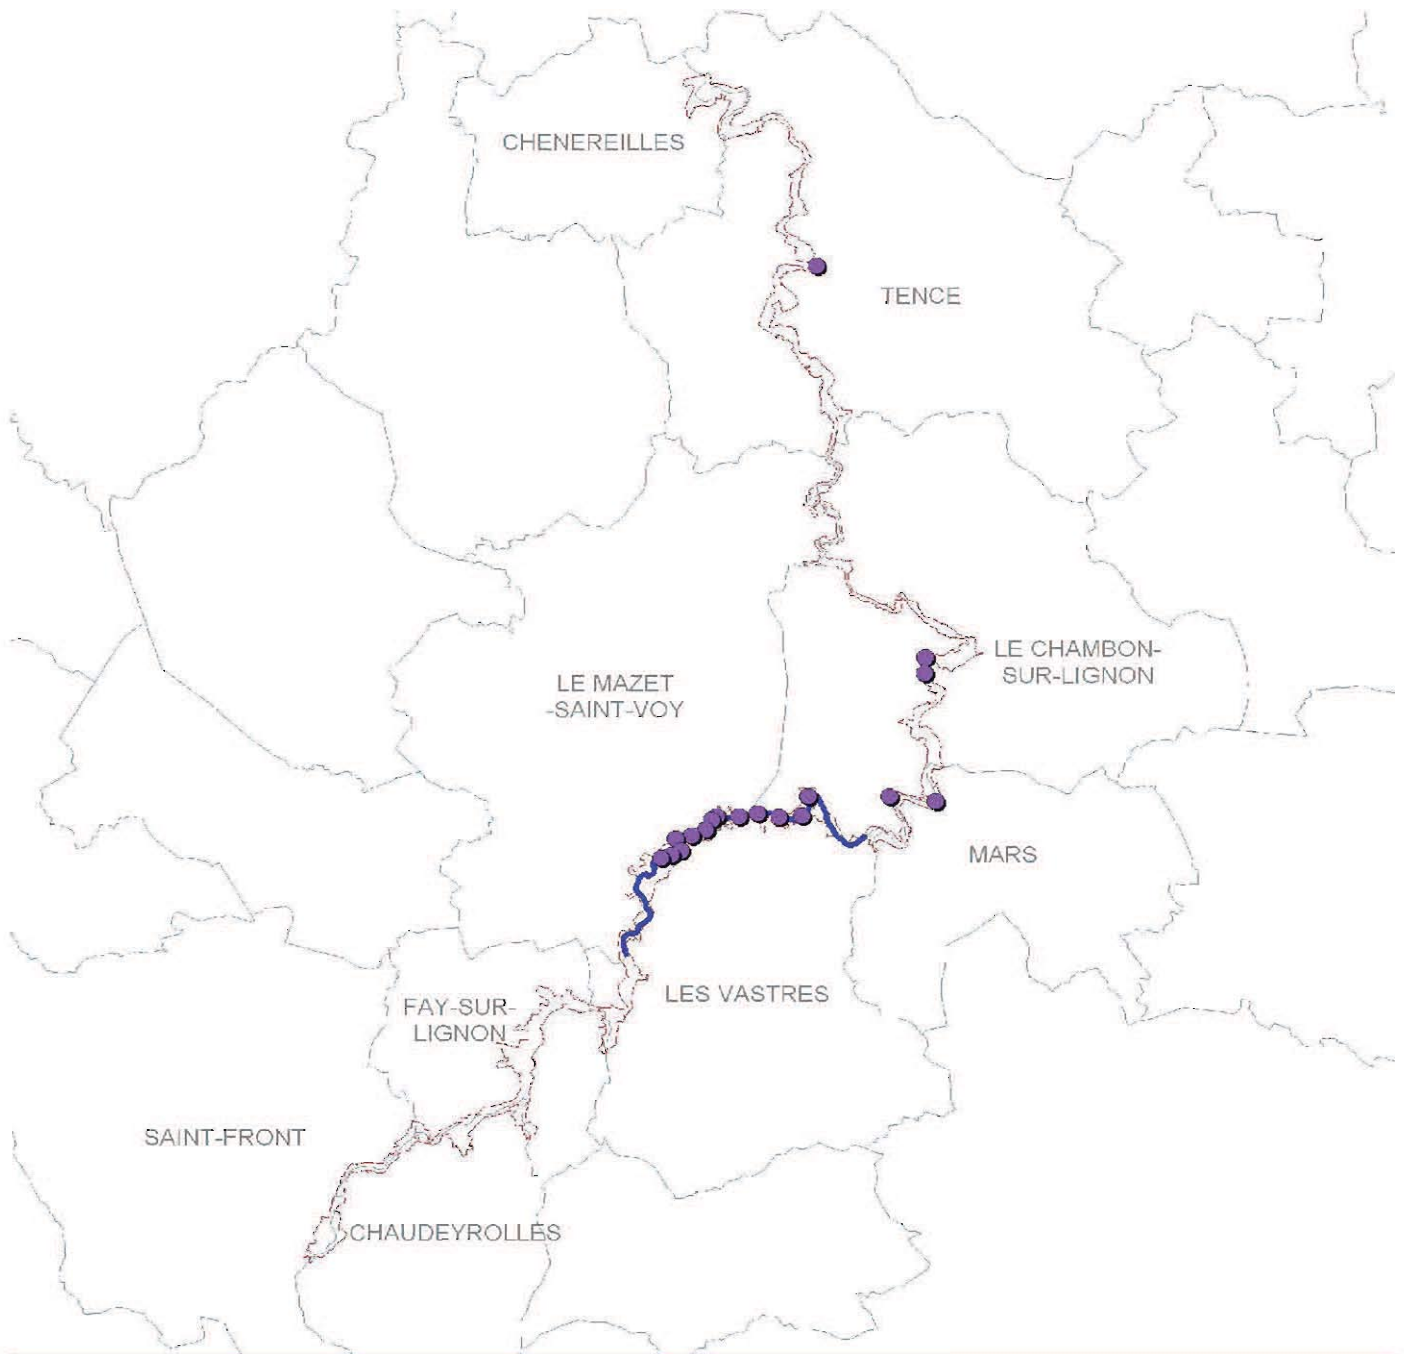 CHENEREILLES
TENCE
LE CHAMBON-
SUR-LIGNON
LE MAZET
-SAINT-VOY
MARS
LES VASTRES
FAY-SUR-
LIGNON
SAINT-FRONT
CHAUDEYROLLES